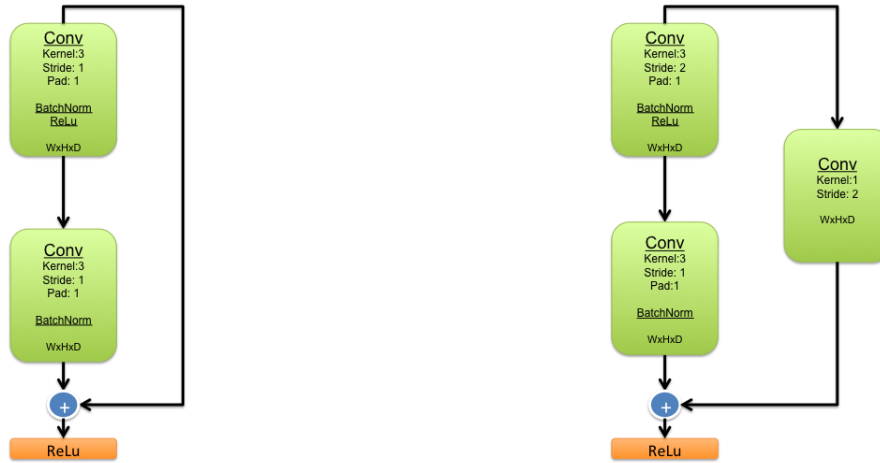 Conv
Kernel:3
Stride: 1
Pad: 1
BatchNorm
ReLu
WxHxD
Conv
Kernel:3
Stride: 1
Pad: 1
BatchNorm
WxHxD
+
ReLu
Conv
Kernel:3
Stride: 2
Pad: 1
BatchNorm
ReLu
WxHxD
Conv
Kernel:1
Stride: 2
WxHxD
Conv
Kernel:3
Stride: 1
Pad:1
BatchNorm
WxHxD
+
ReLu